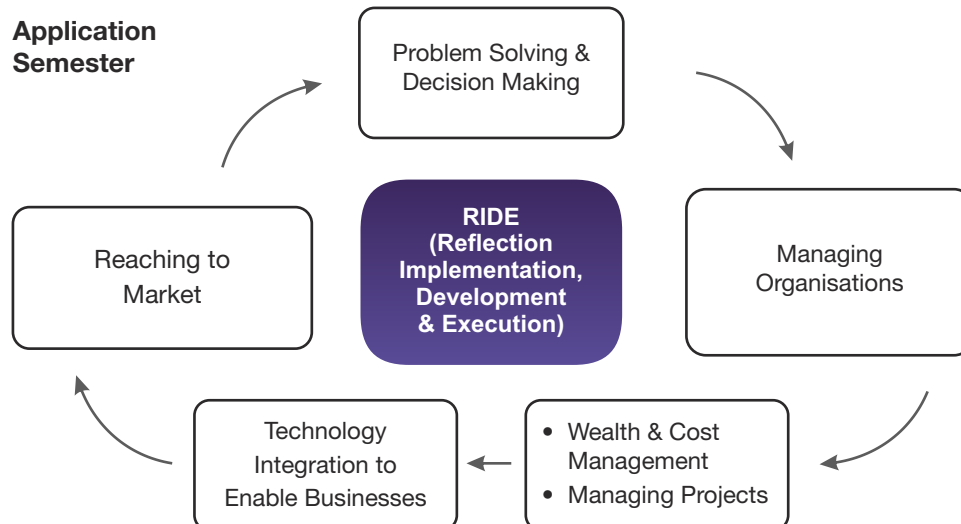 Application
Semester
Problem Solving &
Decision Making
Managing
Organisations
• Wealth & Cost
Management
• Managing Projects
Technology
Integration to
Enable Businesses
Reaching to
Market
RIDE
(Reflection
Implementation,
Development
& Execution)